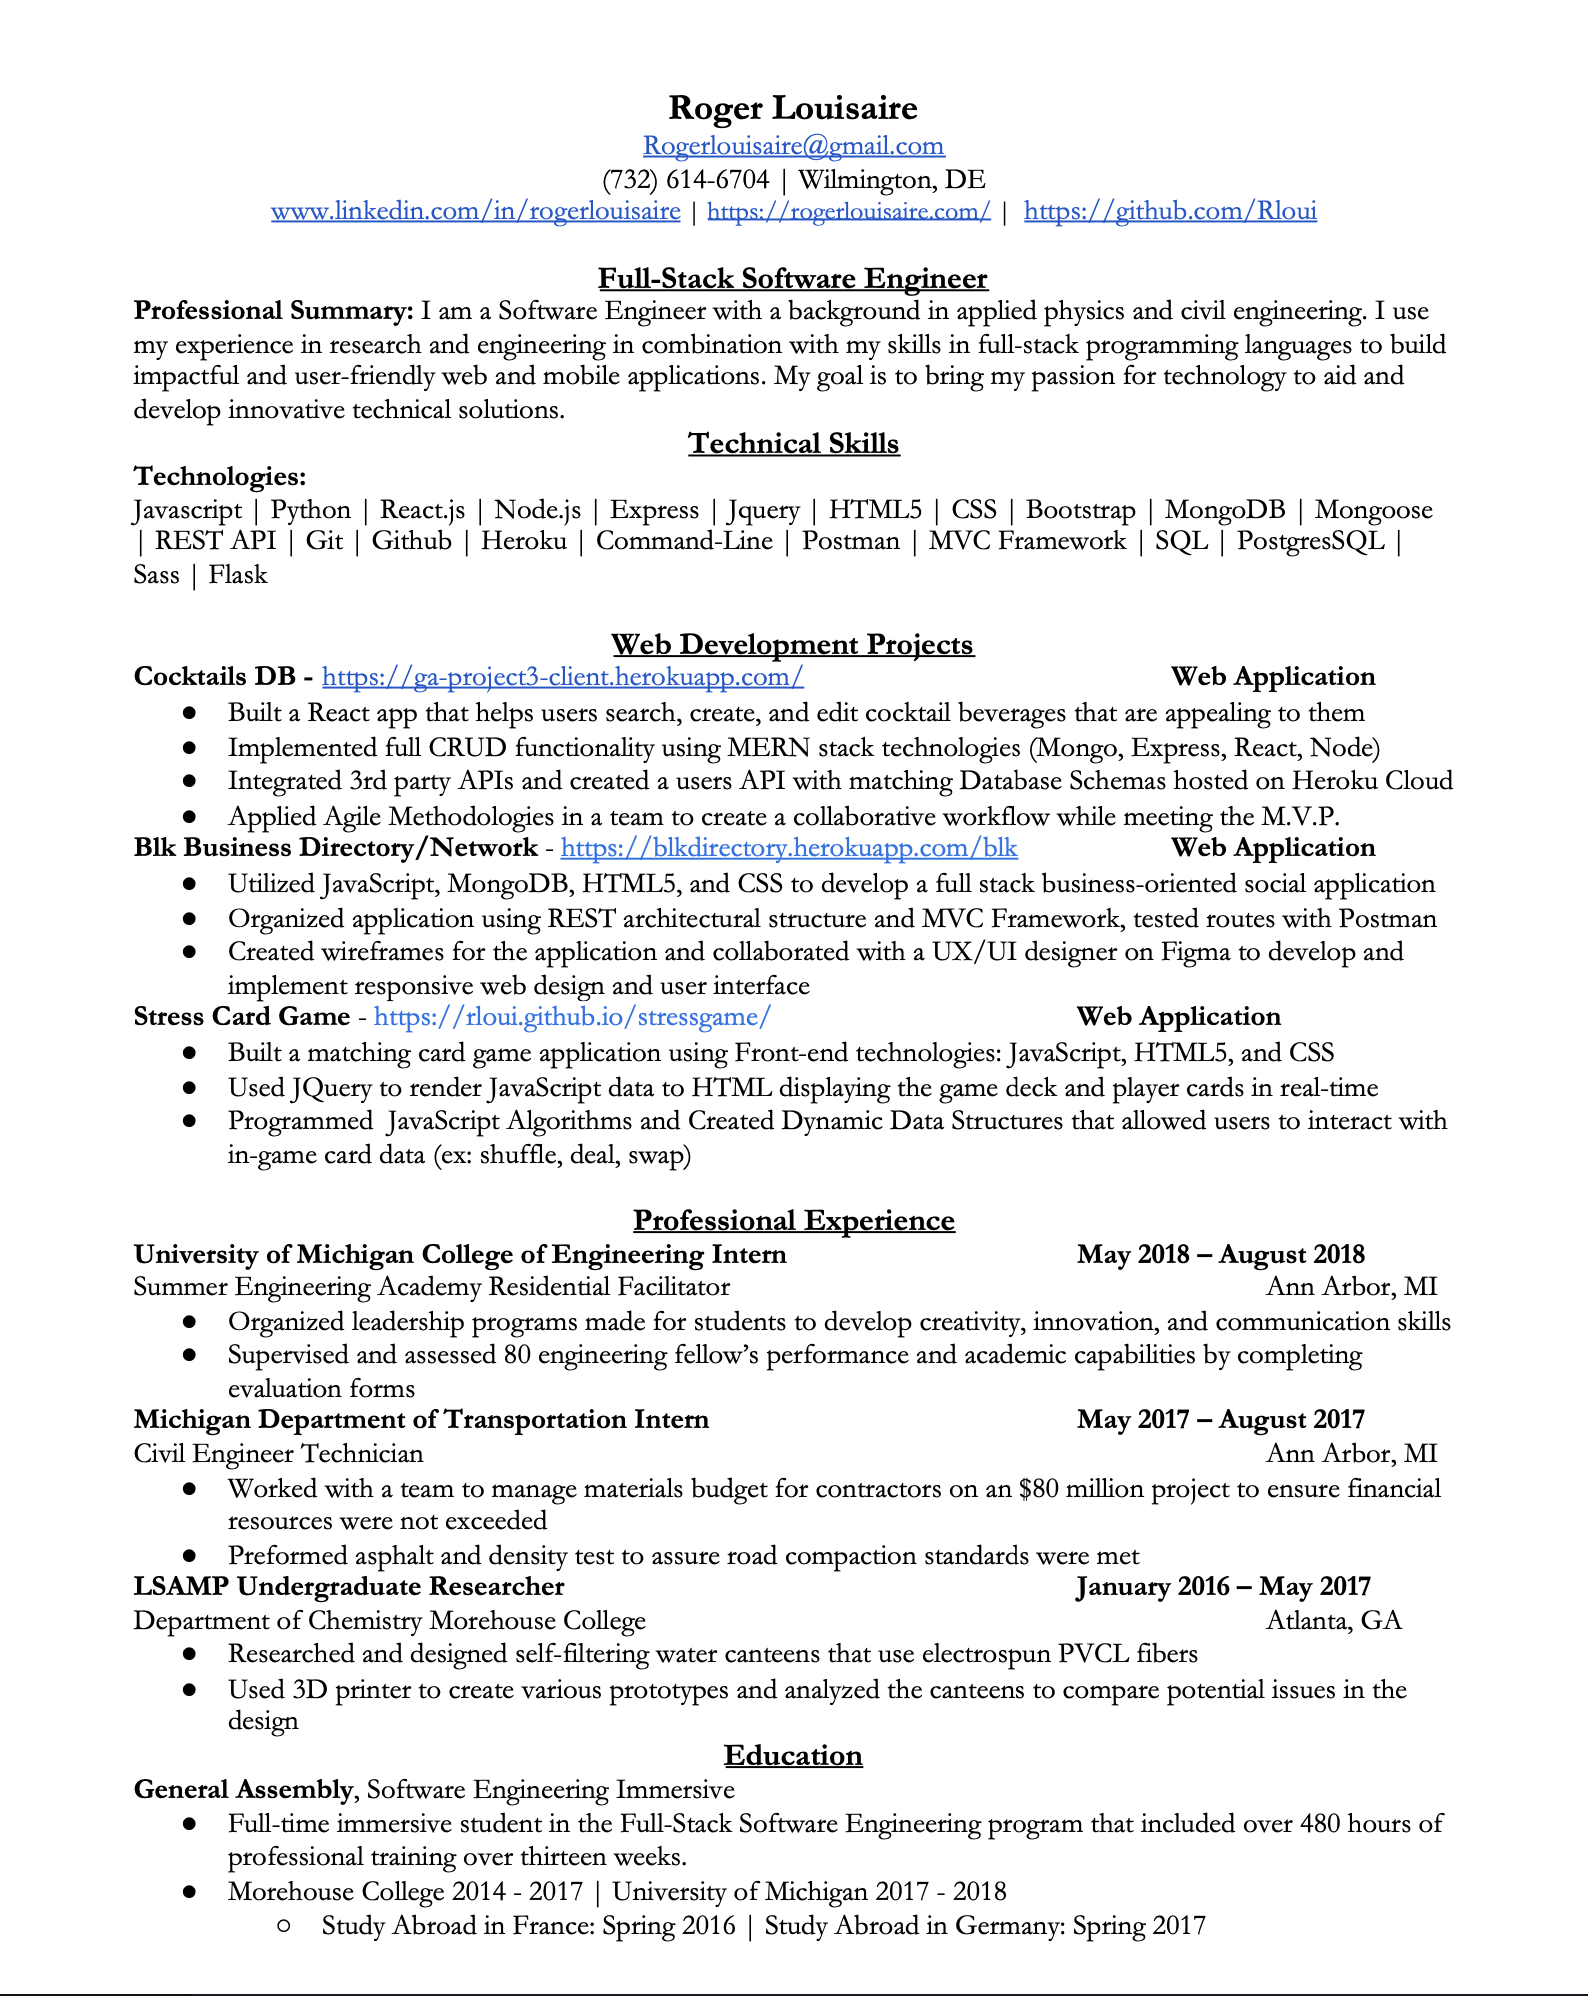 Roger Louisaire
Rogerlouisaire@gmail.com
(732) 614-6704 | Wilmington, DE
www.linkedin.com/in/rogerlouisaire | https://rogerlouisaire.com/ | https://github.com/Rloui
Full-Stack Software Engineer
Professional Summary: I am a Software Engineer with a background in applied physics and civil engineering. I use
my experience in research and engineering in combination with my skills in full-stack programming languages to build
impactful and user-friendly web and mobile applications. My goal is to bring my passion for technology to aid and
develop innovative technical solutions.
Technical Skills
Technologies:
Javascript | Python | React.js | Node.js | Express | Jquery | HTML5 | CSS | Bootstrap | MongoDB | Mongoose
| REST API | Git | Github | Heroku | Command-Line | Postman | MVC Framework | SQL | PostgresSQL |
Sass | Flask
Web Development Projects
Cocktails DB - https://ga-project3-client.herokuapp.com/ Web Application
● Built a React app that helps users search, create, and edit cocktail beverages that are appealing to them
● Implemented full CRUD functionality using MERN stack technologies (Mongo, Express, React, Node)
● Integrated 3rd party APIs and created a users API with matching Database Schemas hosted on Heroku Cloud
● Applied Agile Methodologies in a team to create a collaborative workflow while meeting the M.V.P.
Blk Business Directory/Network - https://blkdirectory.herokuapp.com/blk Web Application
● Utilized JavaScript, MongoDB, HTML5, and CSS to develop a full stack business-oriented social application
● Organized application using REST architectural structure and MVC Framework, tested routes with Postman
● Created wireframes for the application and collaborated with a UX/UI designer on Figma to develop and
implement responsive web design and user interface
Stress Card Game - https://rloui.github.io/stressgame/ Web Application
● Built a matching card game application using Front-end technologies: JavaScript, HTML5, and CSS
● Used JQuery to render JavaScript data to HTML displaying the game deck and player cards in real-time
● Programmed  JavaScript Algorithms and Created Dynamic Data Structures that allowed users to interact with
in-game card data (ex: shuffle, deal, swap)
Professional Experience
University of Michigan College of Engineering Intern May 2018 – August 2018
Summer Engineering Academy Residential Facilitator Ann Arbor, MI
● Organized leadership programs made for students to develop creativity, innovation, and communication skills
● Supervised and assessed 80 engineering fellow’s performance and academic capabilities by completing
evaluation forms
Michigan Department of Transportation Intern May 2017 – August 2017
Civil Engineer Technician Ann Arbor, MI
● Worked with a team to manage materials budget for contractors on an $80 million project to ensure financial
resources were not exceeded
● Preformed asphalt and density test to assure road compaction standards were met
LSAMP Undergraduate Researcher January 2016 – May 2017
Department of Chemistry Morehouse College Atlanta, GA
● Researched and designed self-filtering water canteens that use electrospun PVCL fibers
● Used 3D printer to create various prototypes and analyzed the canteens to compare potential issues in the
design
Education
General Assembly, Software Engineering Immersive
● Full-time immersive student in the Full-Stack Software Engineering program that included over 480 hours of
professional training over thirteen weeks.
● Morehouse College 2014 - 2017 | University of Michigan 2017 - 2018
○ Study Abroad in France: Spring 2016 | Study Abroad in Germany: Spring 2017